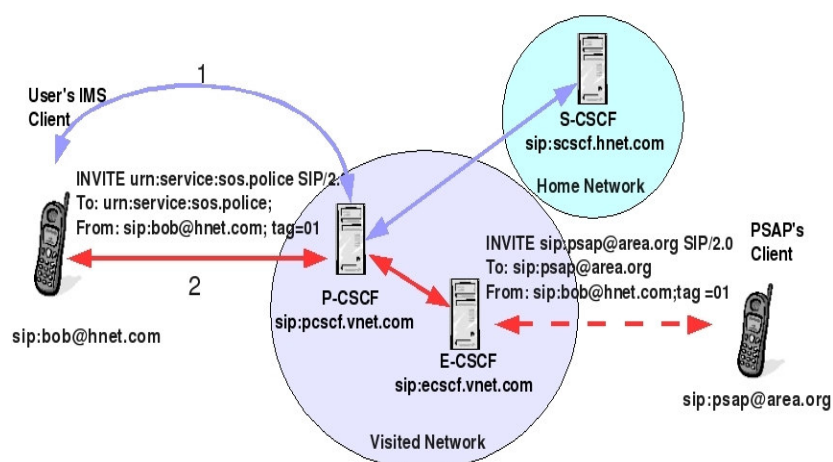 1
User's IMS
Client
S-CSCF
sip:scscf.hnet.com
Home Network
INVITE urn:service:sos.police SIP/2.
To: urn:service:sos.police;
From: sip:bob@hnet.com; tag=01
2
sip:bob@hnet.com
P-CSCF
sip:pcscf.vnet.com
INVITE sip:psap@area.org SIP/2.0
To: sip:psap@area.org
From: sip:bob@hnet.com;tag =01
PSAP's
Client
E-CSCF
sip:ecscf.vnet.com
sip:psap@area.org
Visited Network